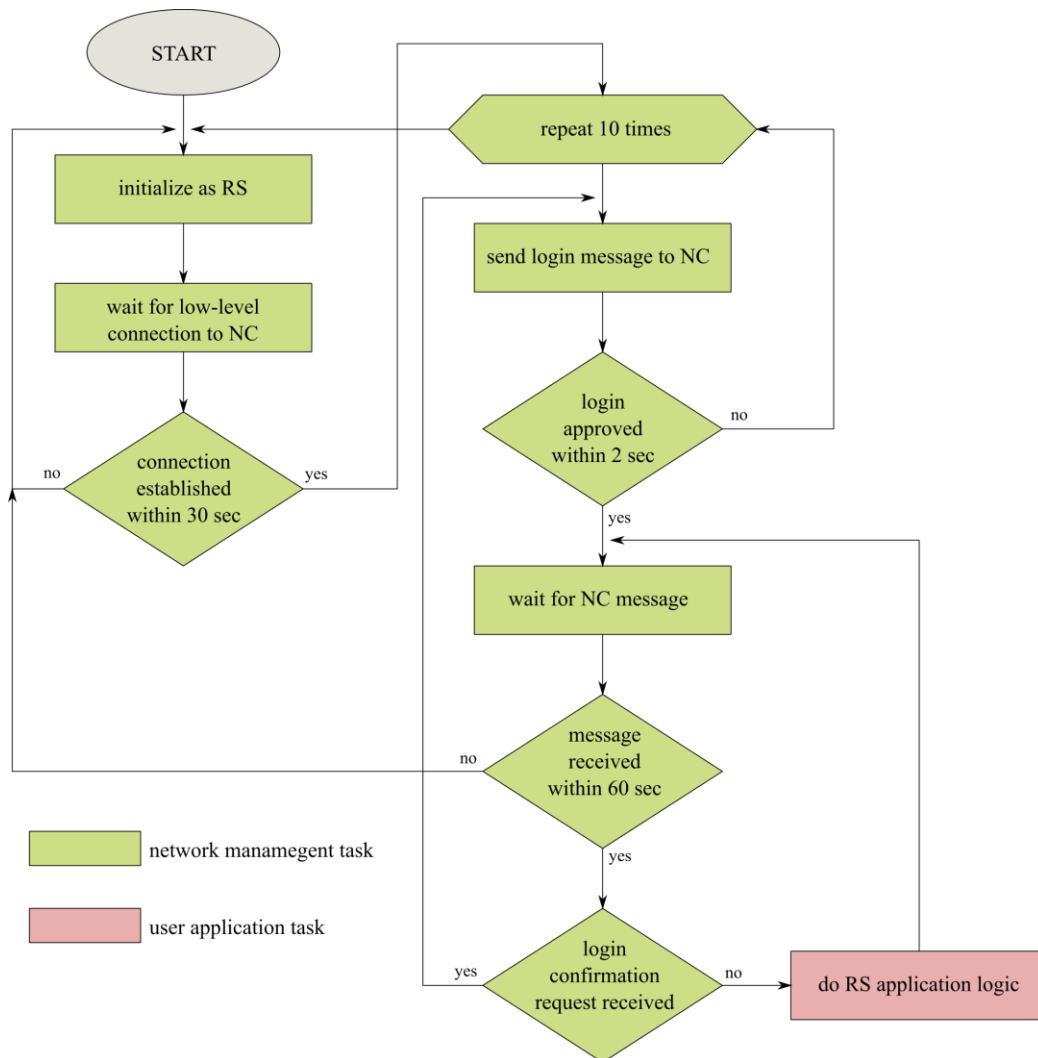 START
repeat 10 times
initialize as RS
send login message to NC
wait for low-level
connection to NC
login
approved
within 2 sec
no
yes
connection
established
within 30 sec
no
yes
wait for NC message
message
received
within 60 sec
no
yes
network manamegent task
user application task
login
confirmation
request received
yes
no
do RS application logic